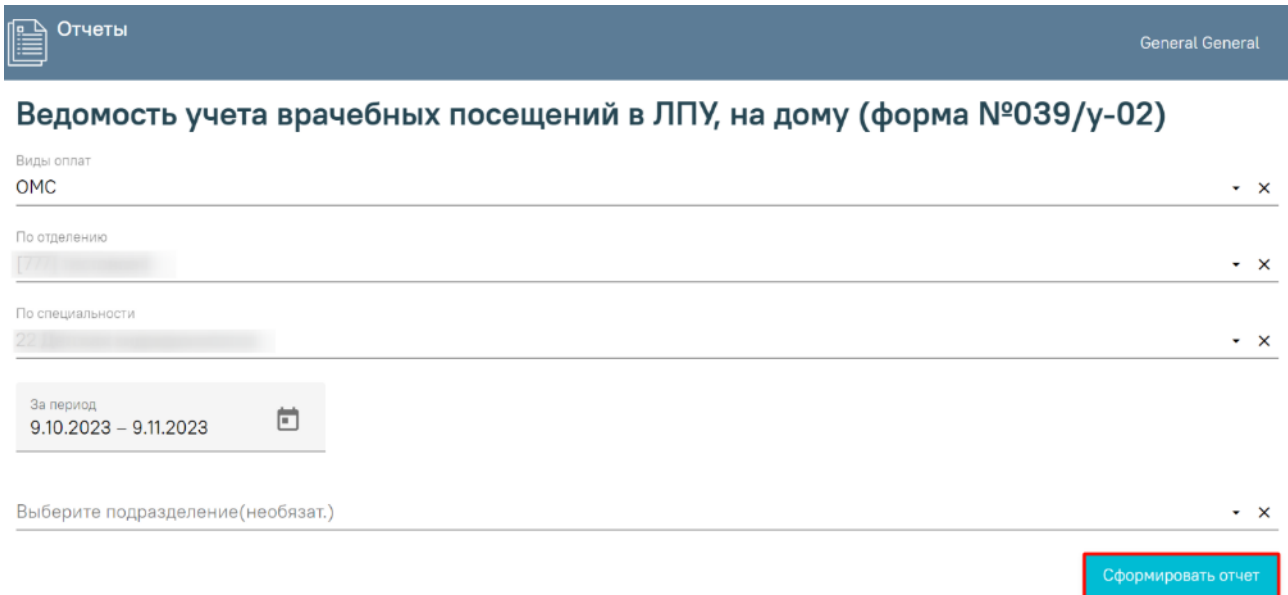 Отчеты
General General
Ведомость учета врачебных посещений в ЛПУ, на дому (форма №039/у-02)
Виды оплат
ОМС
По отделению
По специальности
За период
9.10.2023 – 9.11.2023
Выберите подразделение(необязат.)
Сформировать отчет